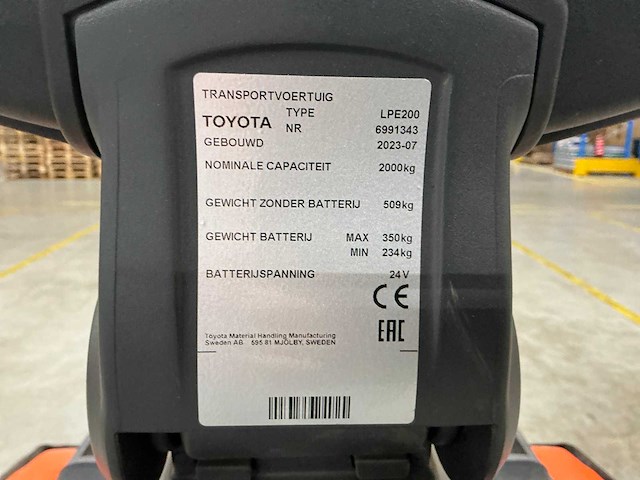 TRANSPORTVOERTUIG
TYPE LPE200
TOYOTA NR 6991343
GEBOUWD 2023-07
NOMINALE CAPACITEIT 2000kg
GEWICHT ZONDER BATTERIJ 509kg
GEWICHT BATTERIJ MAX 350kg
MIN 234kg
BATTERIJSPANNING 24V
CE
EAC
Toyota Material Handling Manufacturing
Sweden AB 595 81 MJÖLBY, SWEDEN